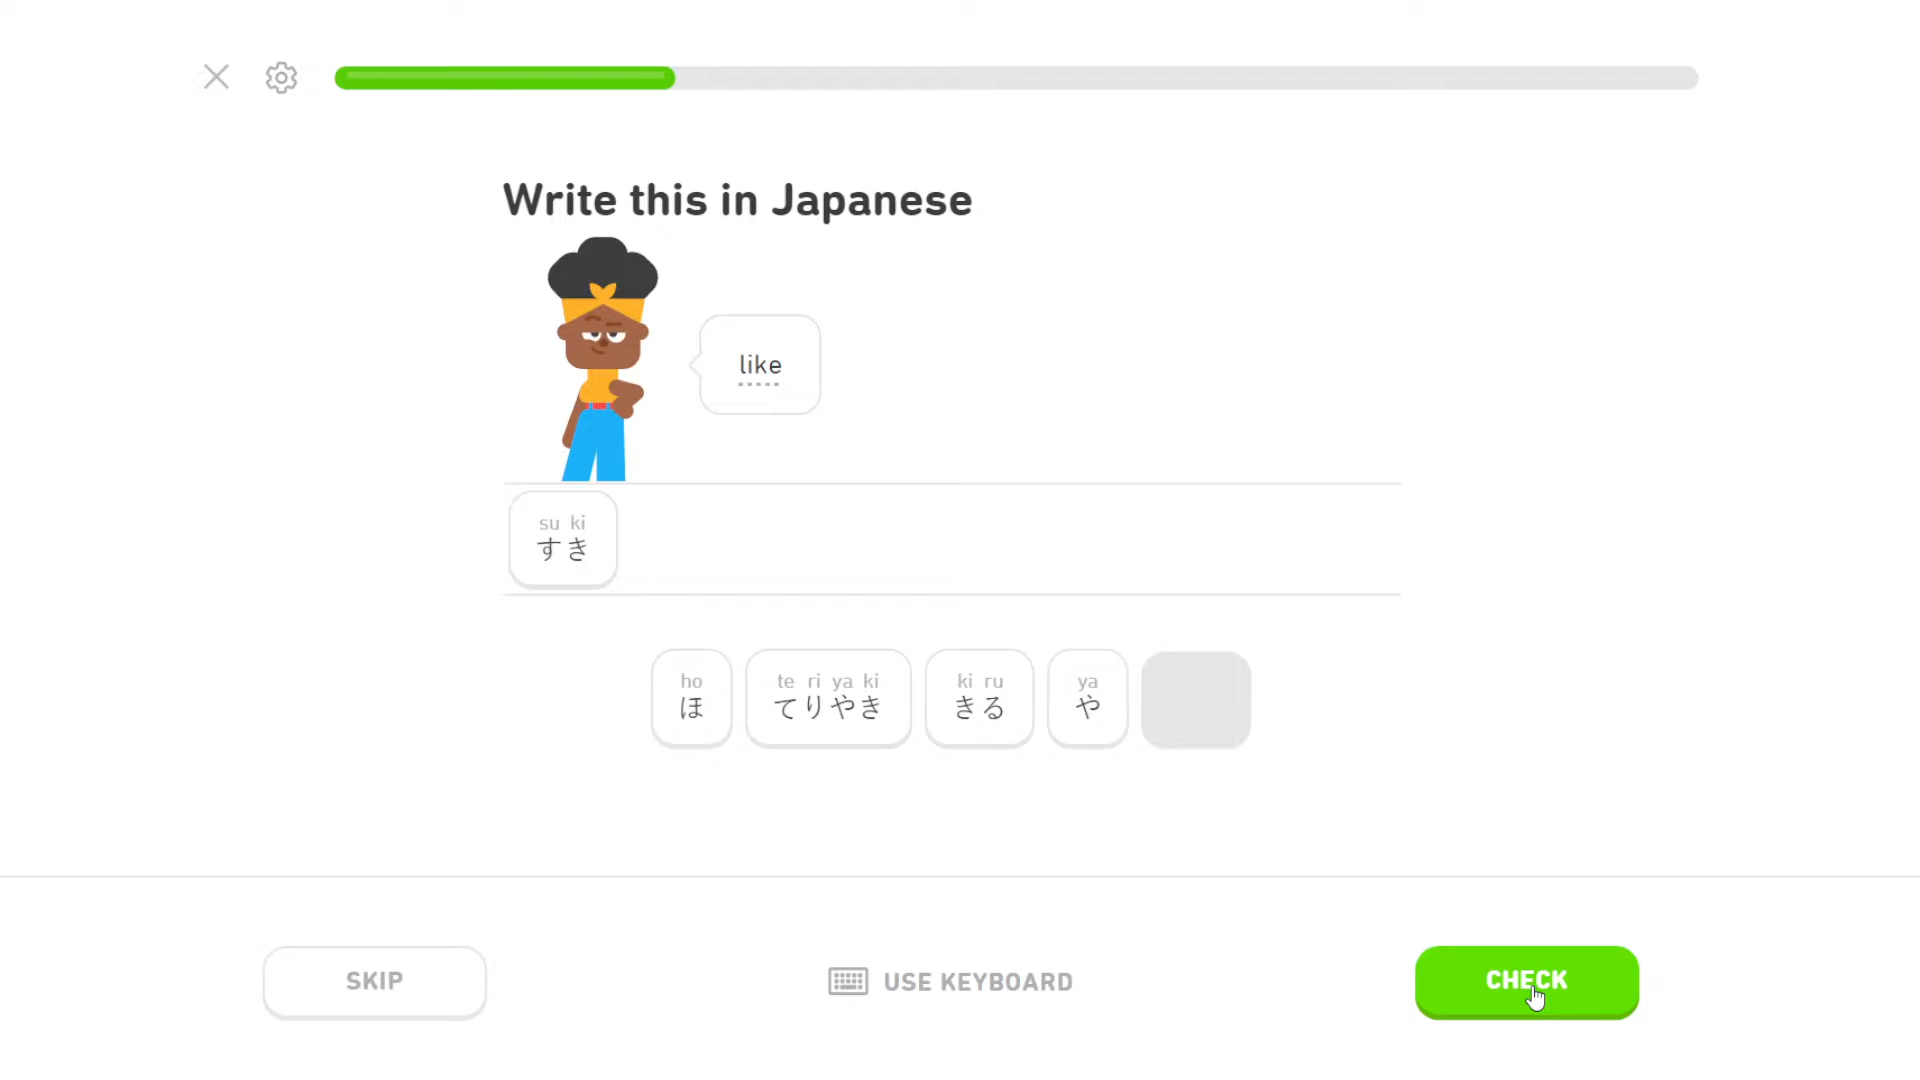 Write this in Japanese
like
su ki
すき
ho te ri ya ki ki ru ya
ほ てりやき きる や
SKIP USE KEYBOARD CHECK